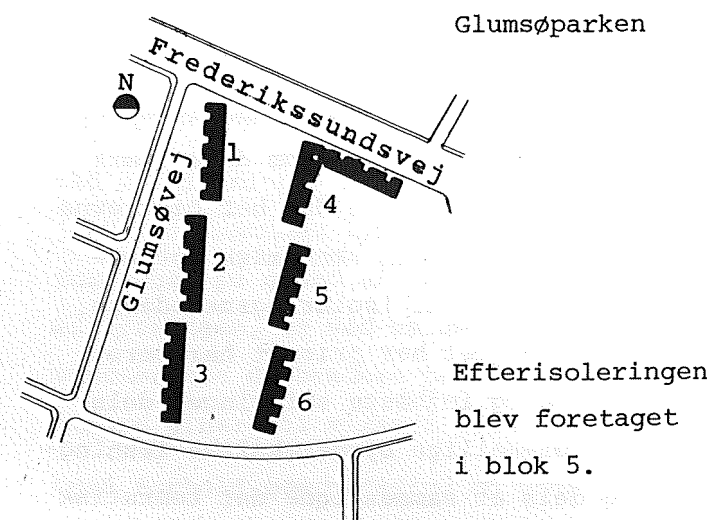 Glumsøparken
Frederikssundsvej
N
Glumsøvej
1
4
2
5
3
6
Efterisoleringen
blev foretaget
i blok 5.